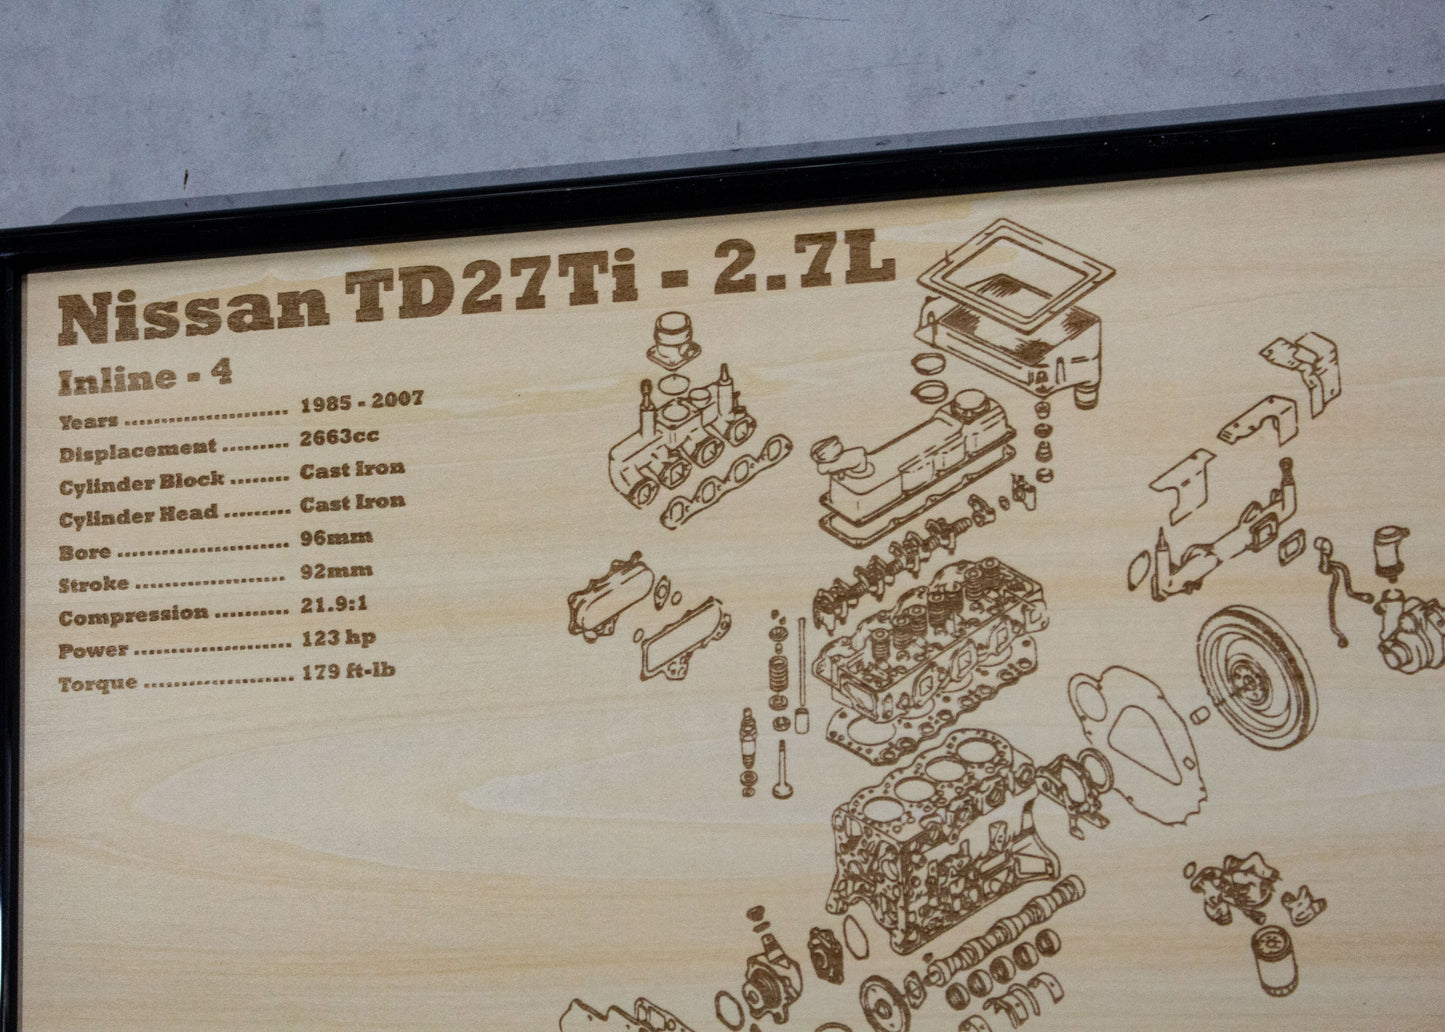 Nissan TD27Ti - 2.7L
Inline - 4
Years ........................ 1985 - 2007
Displacement .......... 2663cc
Cylinder Block ......... Cast Iron
Cylinder Head .......... Cast Iron
Bore ......................... 96mm
Stroke ...................... 92mm
Compression ........... 21.9:1
Power ....................... 123 hp
Torque ...................... 179 ft-lb